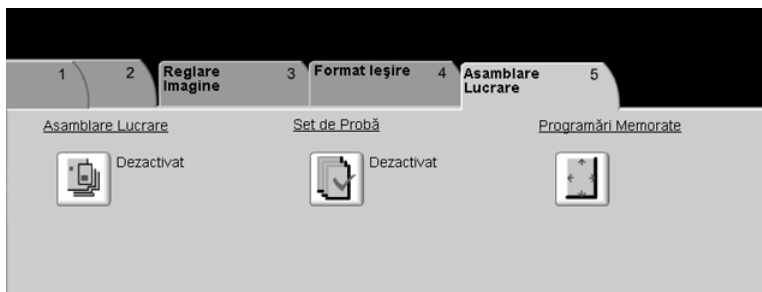 1
2
Reglare
Imagine
3
Format Ieşire
4
Asamblare
Lucrare
5
Asamblare Lucrare
Set de Probă
Programări Memorate
Dezactivat
Dezactivat